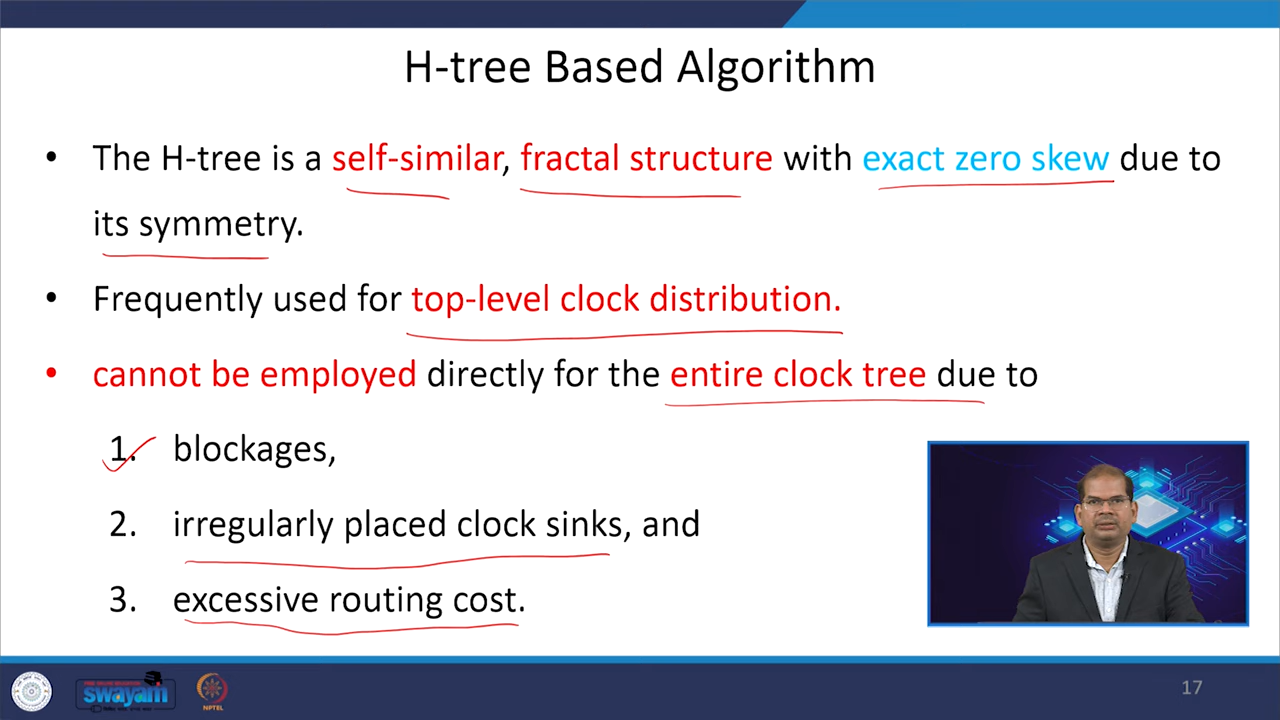 H-tree Based Algorithm
• The H-tree is a self-similar, fractal structure with exact zero skew due to
its symmetry.
• Frequently used for top-level clock distribution.
• cannot be employed directly for the entire clock tree due to
1. blockages,
2. irregularly placed clock sinks, and
3. excessive routing cost.
swayam
NPTEL
17